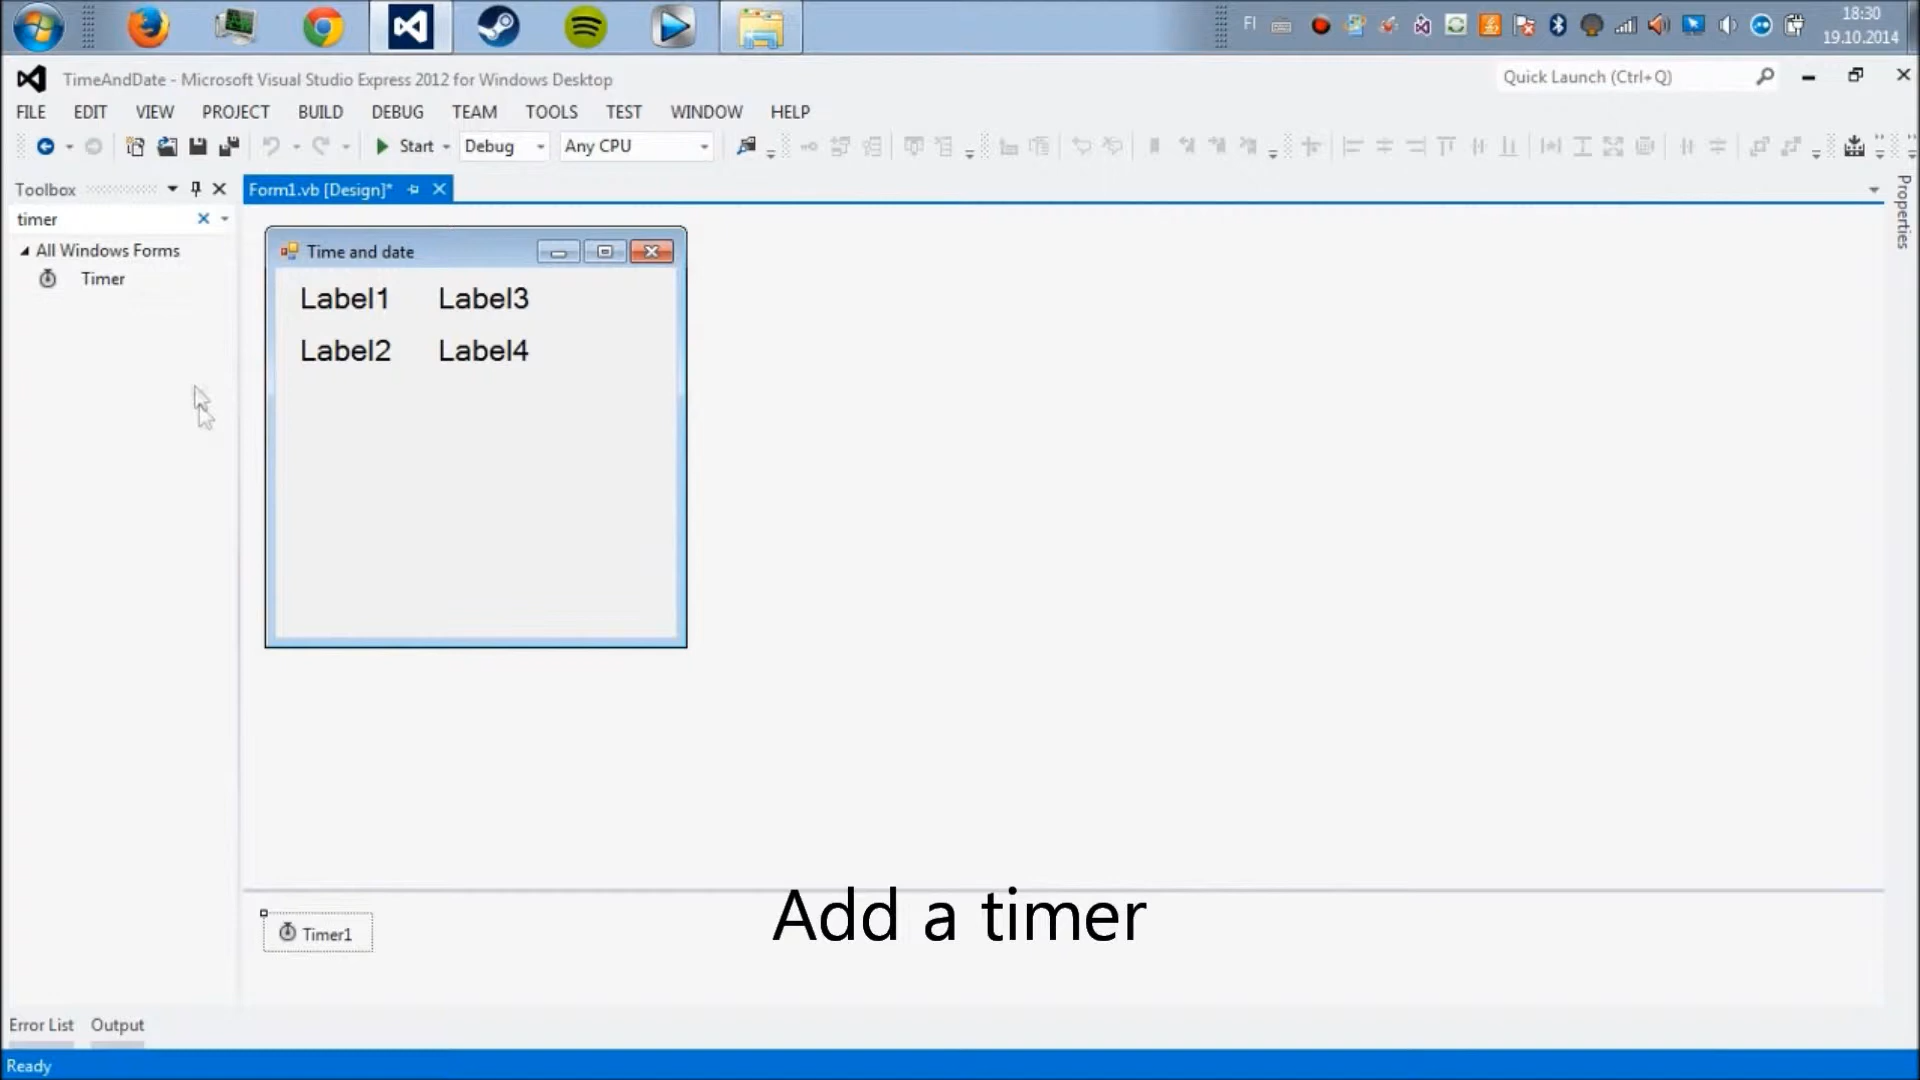 FI
18:30
19.10.2014
TimeAndDate - Microsoft Visual Studio Express 2012 for Windows Desktop
Quick Launch (Ctrl+Q)
FILE EDIT VIEW PROJECT BUILD DEBUG TEAM TOOLS TEST WINDOW HELP
Start Debug Any CPU
Toolbox
Form1.vb [Design]*
Properties
timer
All Windows Forms
Timer
Time and date
Label1 Label3
Label2 Label4
Add a timer
Timer1
Error List Output
Ready